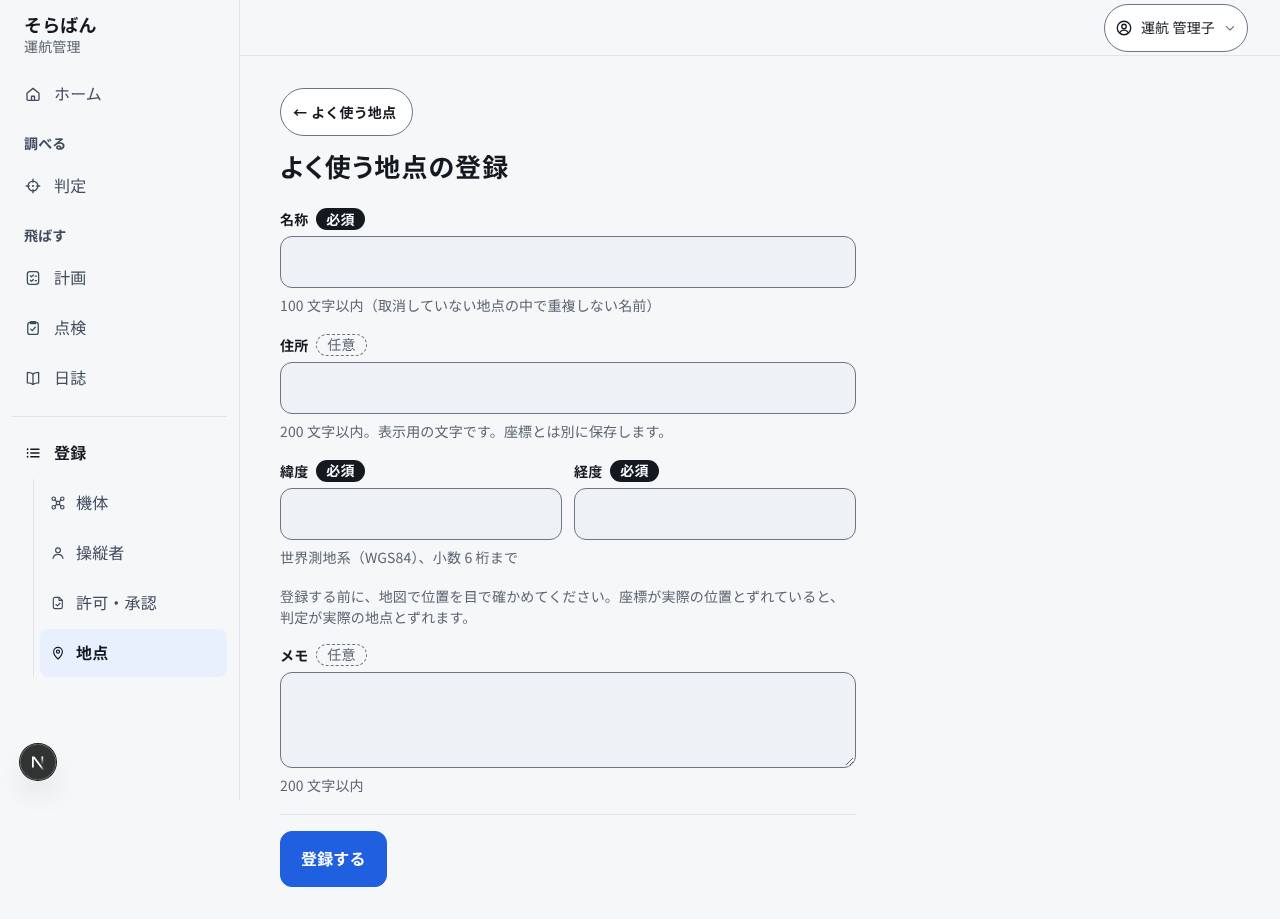 そらばん
運航管理
運航 管理子
ホーム
調べる
判定
飛ばす
計画
点検
日誌
登録
機体
操縦者
許可・承認
地点
N
← よく使う地点
よく使う地点の登録
名称 必須
100 文字以内（取消していない地点の中で重複しない名前）
住所 任意
200 文字以内。表示用の文字です。座標とは別に保存します。
緯度 必須 経度 必須
世界測地系（WGS84）、小数 6 桁まで
登録する前に、地図で位置を目で確かめてください。座標が実際の位置とずれていると、
判定が実際の地点とずれます。
メモ 任意
200 文字以内
登録する